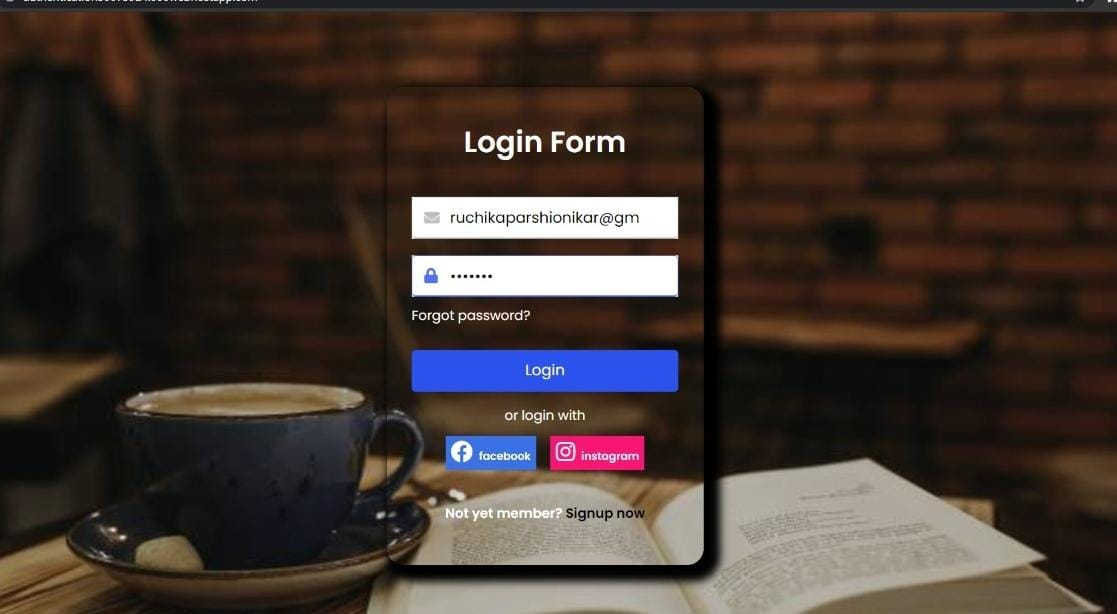 Login Form
ruchikaparshionikar@gm
•••••••
Forgot password?
Login
or login with
facebook
instagram
Not yet member? Signup now